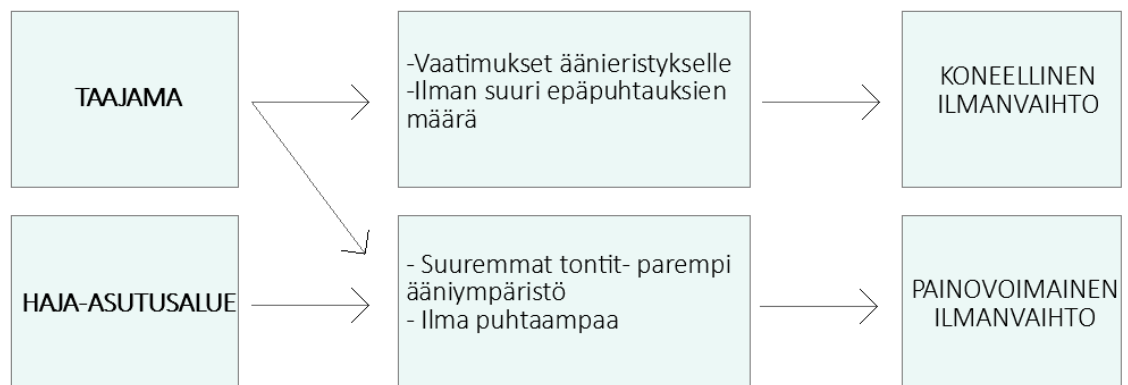 TAAJAMA
-Vaatimukset äänieristykselle
-Ilman suuri epäpuhtauksien
määrä
KONEELLINEN
ILMANVAIHTO
HAJA-ASUTUSALUE
- Suuremmat tontit- parempi
ääniympäristö
- Ilma puhtaampaa
PAINOVOIMAINEN
ILMANVAIHTO